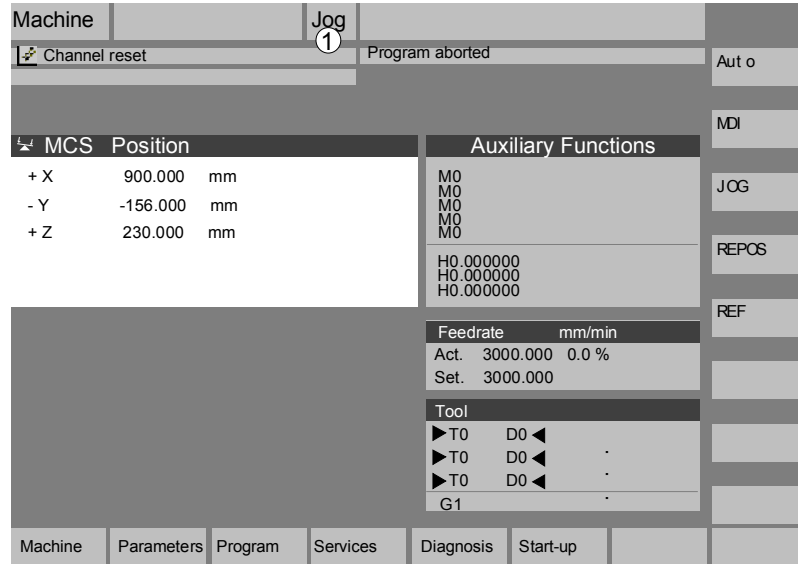 Machine
Jog
1
Channel reset
Program aborted
MCS Position
+ X 900.000 mm
- Y -156.000 mm
+ Z 230.000 mm
Auxiliary Functions
M0
M0
M0
M0
M0
H0.000000
H0.000000
H0.000000
Feedrate mm/min
Act. 3000.000 0.0 %
Set. 3000.000
Tool
T0 D0
T0 D0 .
T0 D0 .
G1 .
Aut o
MDI
JOG
REPOS
REF
Machine
Parameters
Program
Services
Diagnosis
Start-up